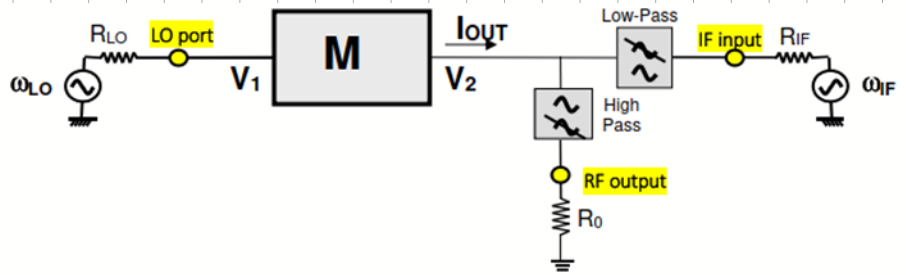 RLO
LO port
M
IOUT
Low-Pass
IF input
RIF
ωLO
V1
V2
ωIF
High
Pass
RF output
R0